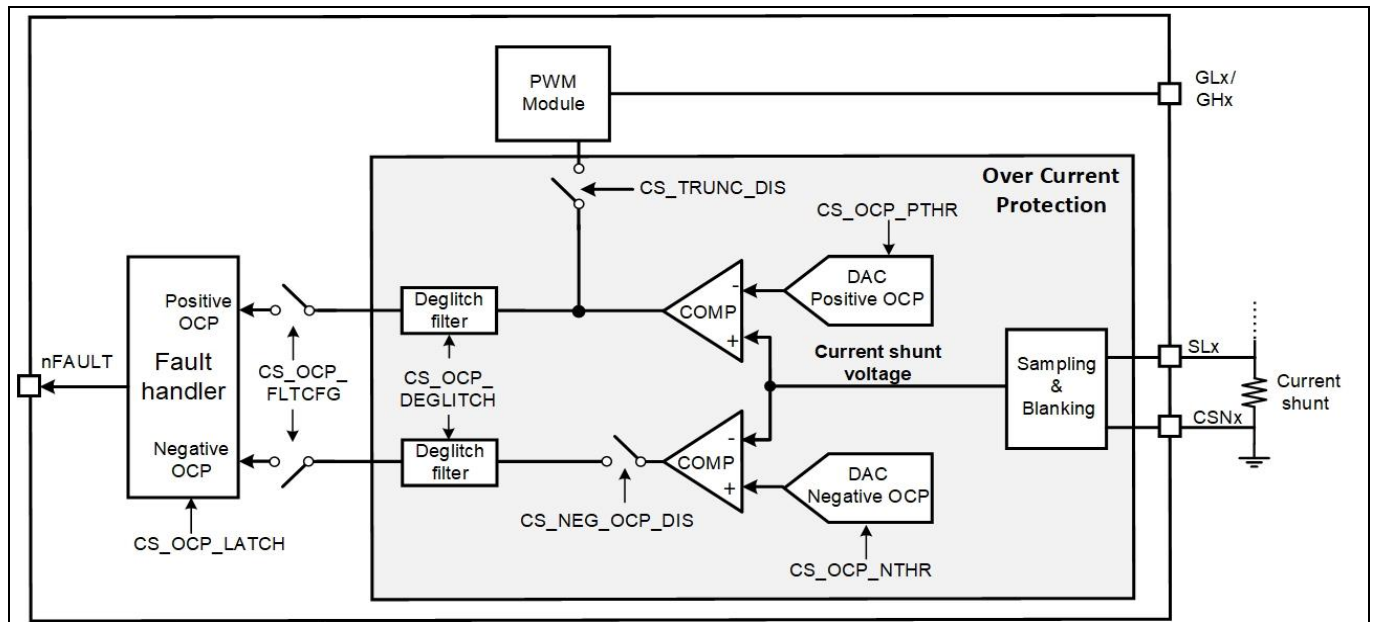 PWM
Module
GLx/
GHx
CS_TRUNC_DIS
Over Current
Protection
CS_OCP_PTHR
DAC
Positive OCP
-
COMP
+
Deglitch
filter
Positive
OCP
Fault
handler
nFAULT
CS_OCP_
FLTCFG
CS_OCP_
DEGLITCH
Current shunt
voltage
Sampling
&
Blanking
SLx
Current
shunt
CSNx
Negative
OCP
Deglitch
filter
-
COMP
+
DAC
Negative OCP
CS_NEG_OCP_DIS
CS_OCP_LATCH
CS_OCP_NTHR